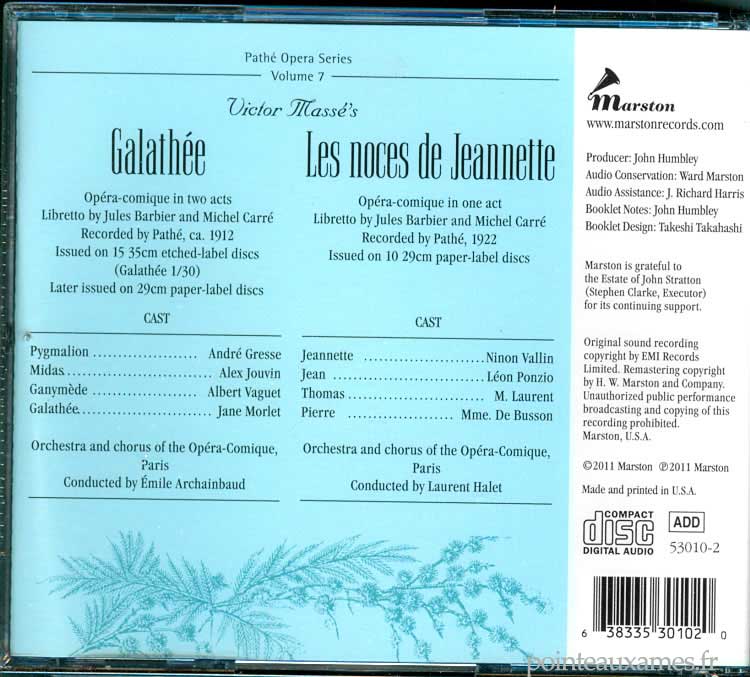 Pathé Opera Series
Volume 7
Victor Massé's
Galathée
Opéra-comique in two acts
Libretto by Jules Barbier and Michel Carré
Recorded by Pathé, ca. 1912
Issued on 15 35cm etched-label discs
(Galathée 1/30)
Later issued on 29cm paper-label discs
CAST
Pygmalion .................... André Gresse
Midas......................... Alex Jouvin
Ganymède .................... Albert Vaguet
Galathée...................... Jane Morlet
Orchestra and chorus of the Opéra-Comique,
Paris
Conducted by Émile Archainbaud
Les noces de Jeannette
Opéra-comique in one act
Libretto by Jules Barbier and Michel Carré
Recorded by Pathé, 1922
Issued on 10 29cm paper-label discs
CAST
Jeannette .......................Ninon Vallin
Jean ...........................Léon Ponzio
Thomas.......................... M. Laurent
Pierre ..................... Mme. De Busson
Orchestra and chorus of the Opéra-Comique,
Paris
Conducted by Laurent Halet
Marston
www.marstonrecords.com
Producer: John Humbley
Audio Conservation: Ward Marston
Audio Assistance: J. Richard Harris
Booklet Notes: John Humbley
Booklet Design: Takeshi Takahashi
Marston is grateful to
the Estate of John Stratton
(Stephen Clarke, Executor)
for its continuing support.
Original sound recording
copyright by EMI Records
Limited. Remastering copyright
by H. W. Marston and Company.
Unauthorized public performance
broadcasting and copying of this
recording prohibited.
Marston, U.S.A.
©2011 Marston ℗2011 Marston
Made and printed in U.S.A.
COMPACT
disc
DIGITAL AUDIO
ADD
53010-2
6 38335 30102 0
pointeauxames.fr